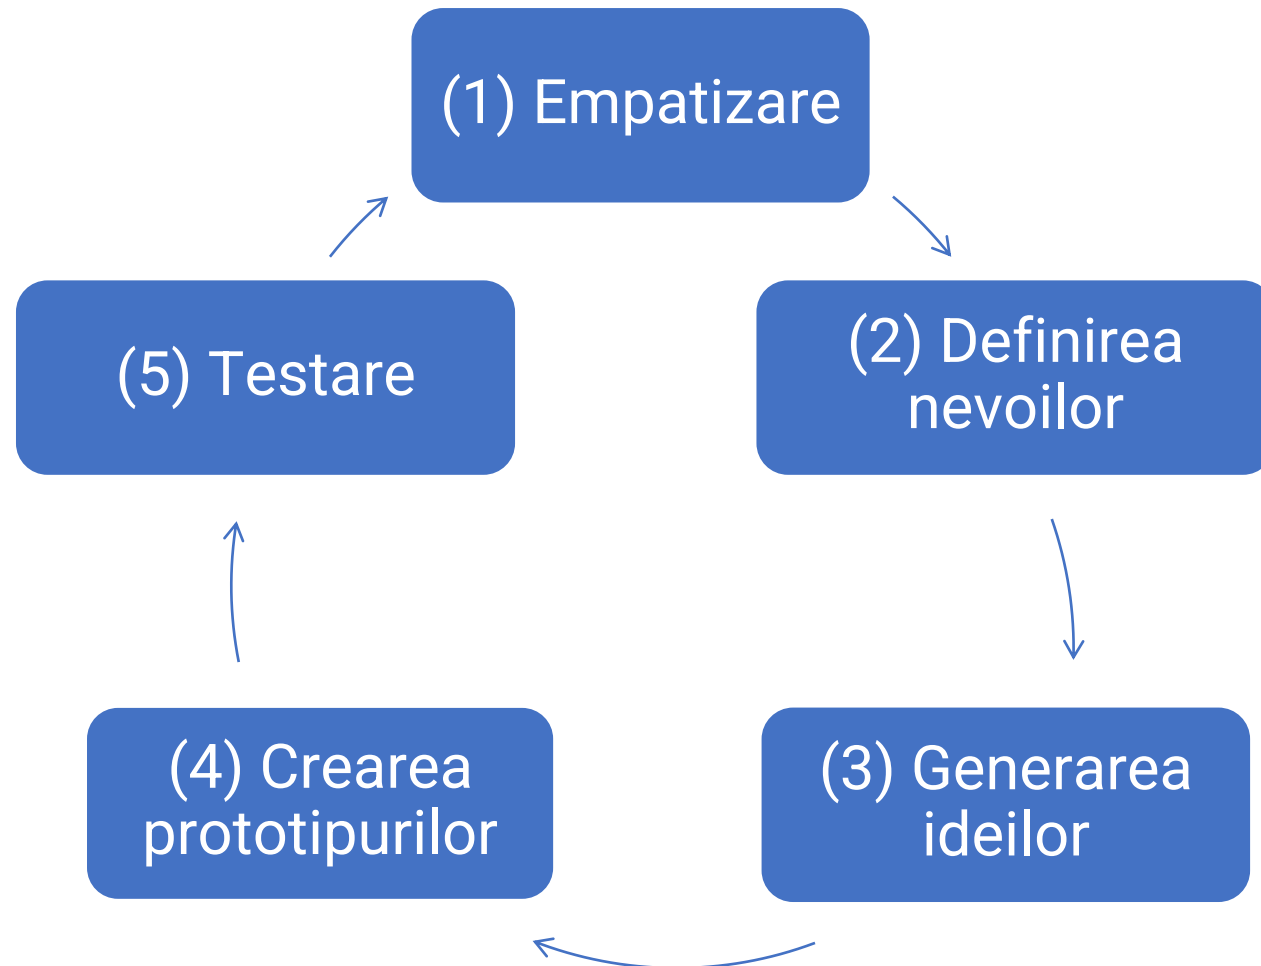 (1) Empatizare
(2) Definirea
nevoilor
(3) Generarea
ideilor
(4) Crearea
prototipurilor
(5) Testare